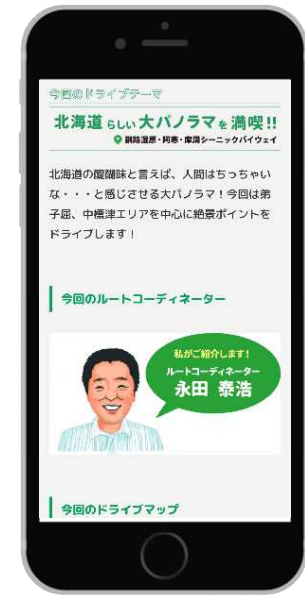 今回のドライブテーマ
北海道らしい大パノラマを満喫!!
釧路湿原・阿寒・摩周シーニックバイウェイ
北海道の醍醐味と言えば、人間はちっちゃい
な・・・と感じさせる大パノラマ！今回は弟
子屈、中標津エリアを中心に絶景ポイントを
ドライブします！
今回のルートコーディネーター
私がご紹介します！
ルートコーディネーター
永田 泰浩
今回のドライブマップ